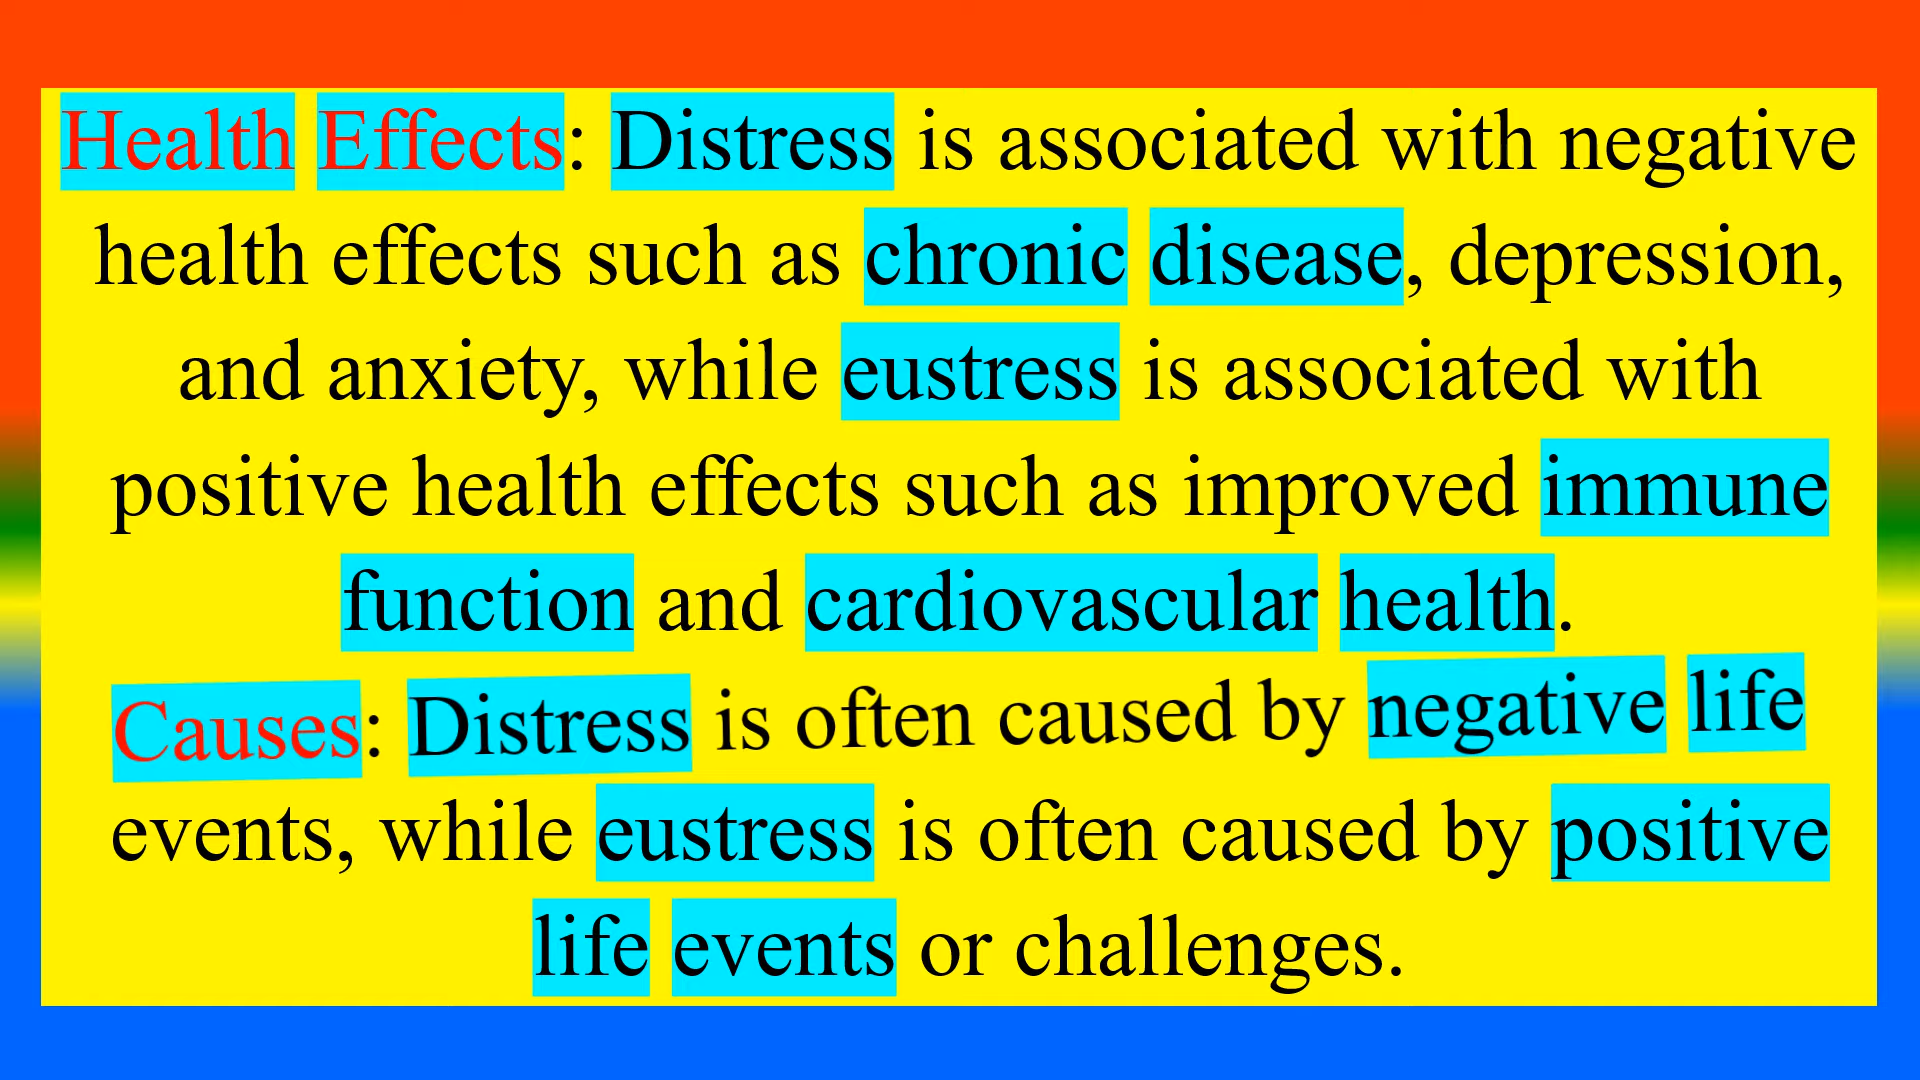 Health Effects: Distress is associated with negative
health effects such as chronic disease, depression,
and anxiety, while eustress is associated with
positive health effects such as improved immune
function and cardiovascular health.
Causes: Distress is often caused by negative life
events, while eustress is often caused by positive
life events or challenges.